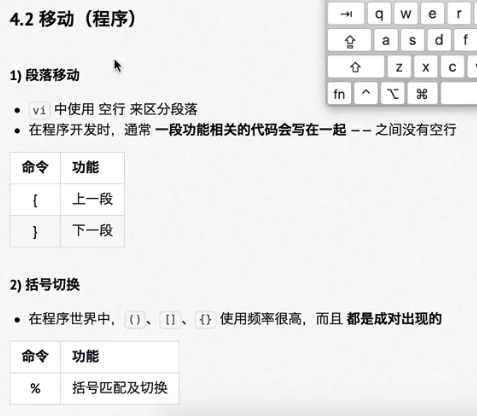 4.2 移动（程序）
1) 段落移动
vi 中使用 空行 来区分段落
在程序开发时，通常 一段功能相关的代码会写在一起 —— 之间没有空行
命令 功能
{ 上一段
} 下一段
2) 括号切换
在程序世界中， () 、 [] 、 {} 使用频率很高，而且 都是成对出现的
命令 功能
% 括号匹配及切换
q w e r
a s d f
z x c
fn ^ ⌥ ⌘